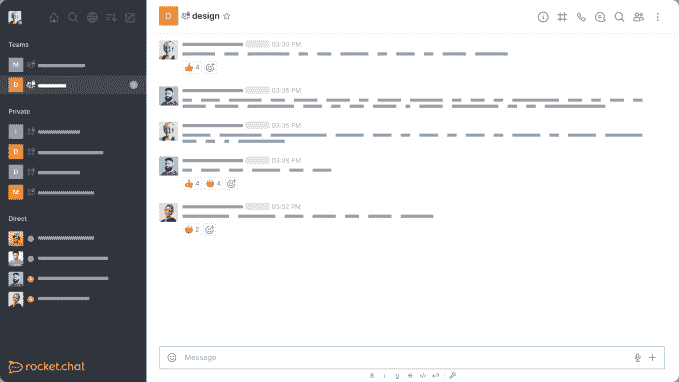 D design
03:30 PM
4
03:35 PM
03:35 PM
03:38 PM
4 4
03:52 PM
2
Message
B i U S </>
Teams
M
D
Private
I
D
D
M
Direct
rocket.chat